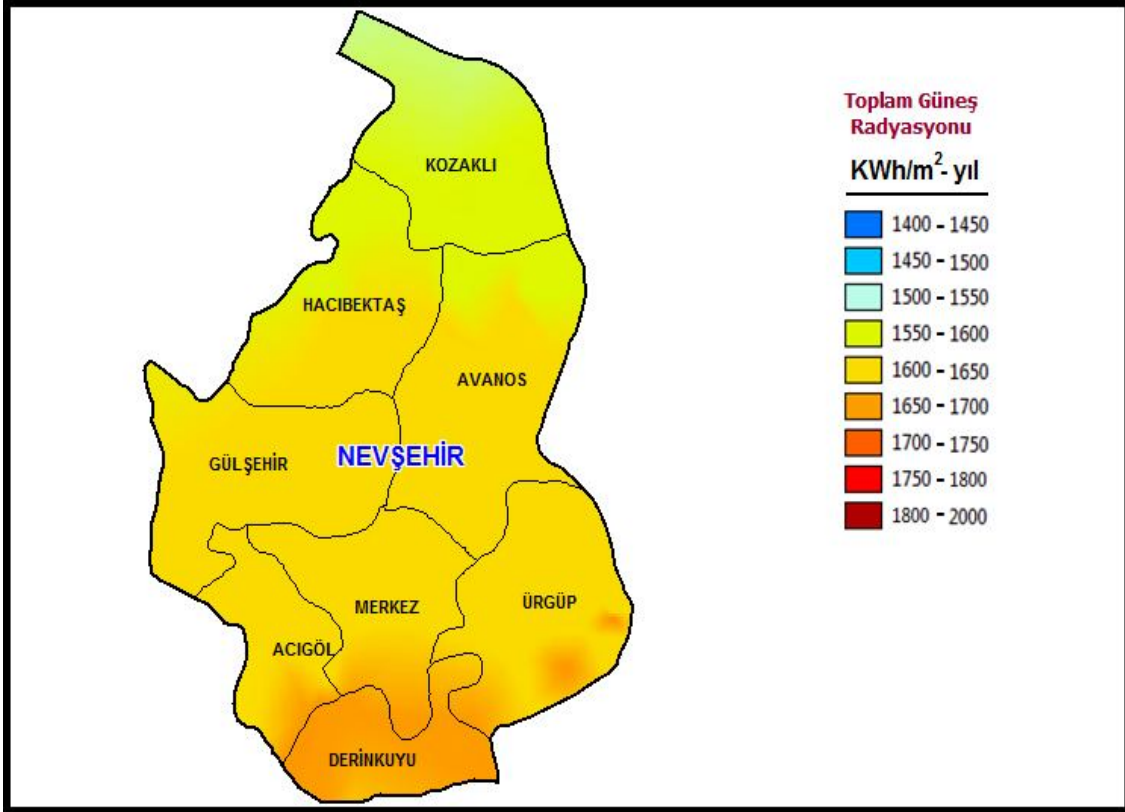 Toplam Güneş
Radyasyonu
KWh/m²- yıl
1400 - 1450
1450 - 1500
1500 - 1550
1550 - 1600
1600 - 1650
1650 - 1700
1700 - 1750
1750 - 1800
1800 - 2000
KOZAKLI
HACIBEKTAŞ
AVANOS
GÜLŞEHİR
NEVŞEHİR
MERKEZ
ÜRGÜP
ACIGÖL
DERİNKUYU